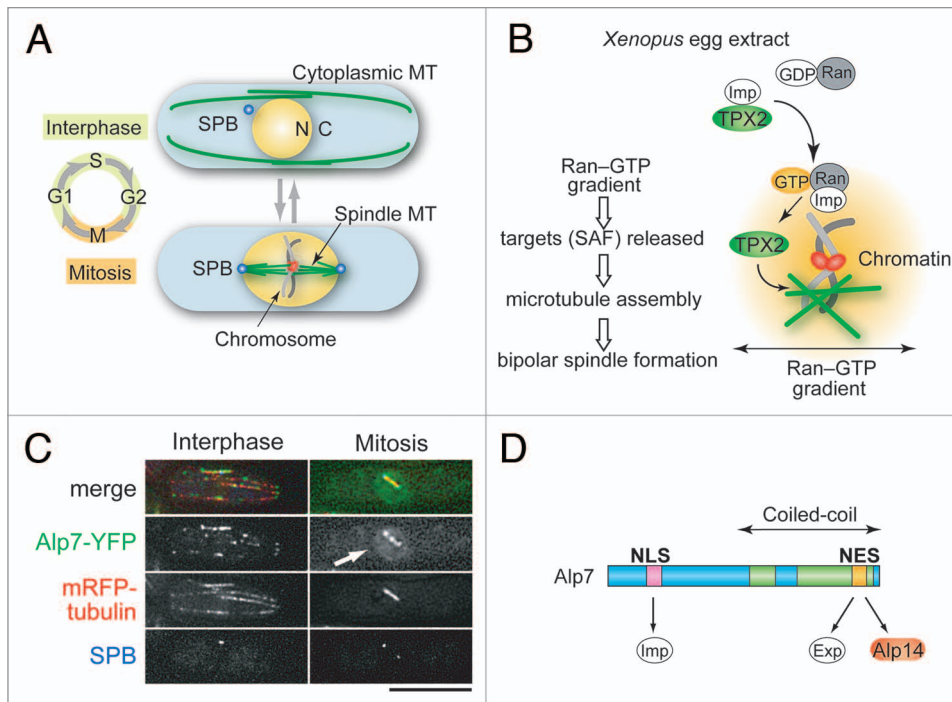 A
Cytoplasmic MT
SPB
N C
Interphase
S
G1
G2
M
Mitosis
Spindle MT
SPB
Chromosome
B
Xenopus egg extract
GDP
Ran
Imp
TPX2
Ran–GTP
gradient
targets (SAF) released
microtubule assembly
bipolar spindle formation
GTP
Ran
Imp
TPX2
Chromatin
Ran–GTP
gradient
C
Interphase
Mitosis
merge
Alp7-YFP
mRFP-
tubulin
SPB
D
Coiled-coil
NLS
NES
Alp7
Imp
Exp
Alp14